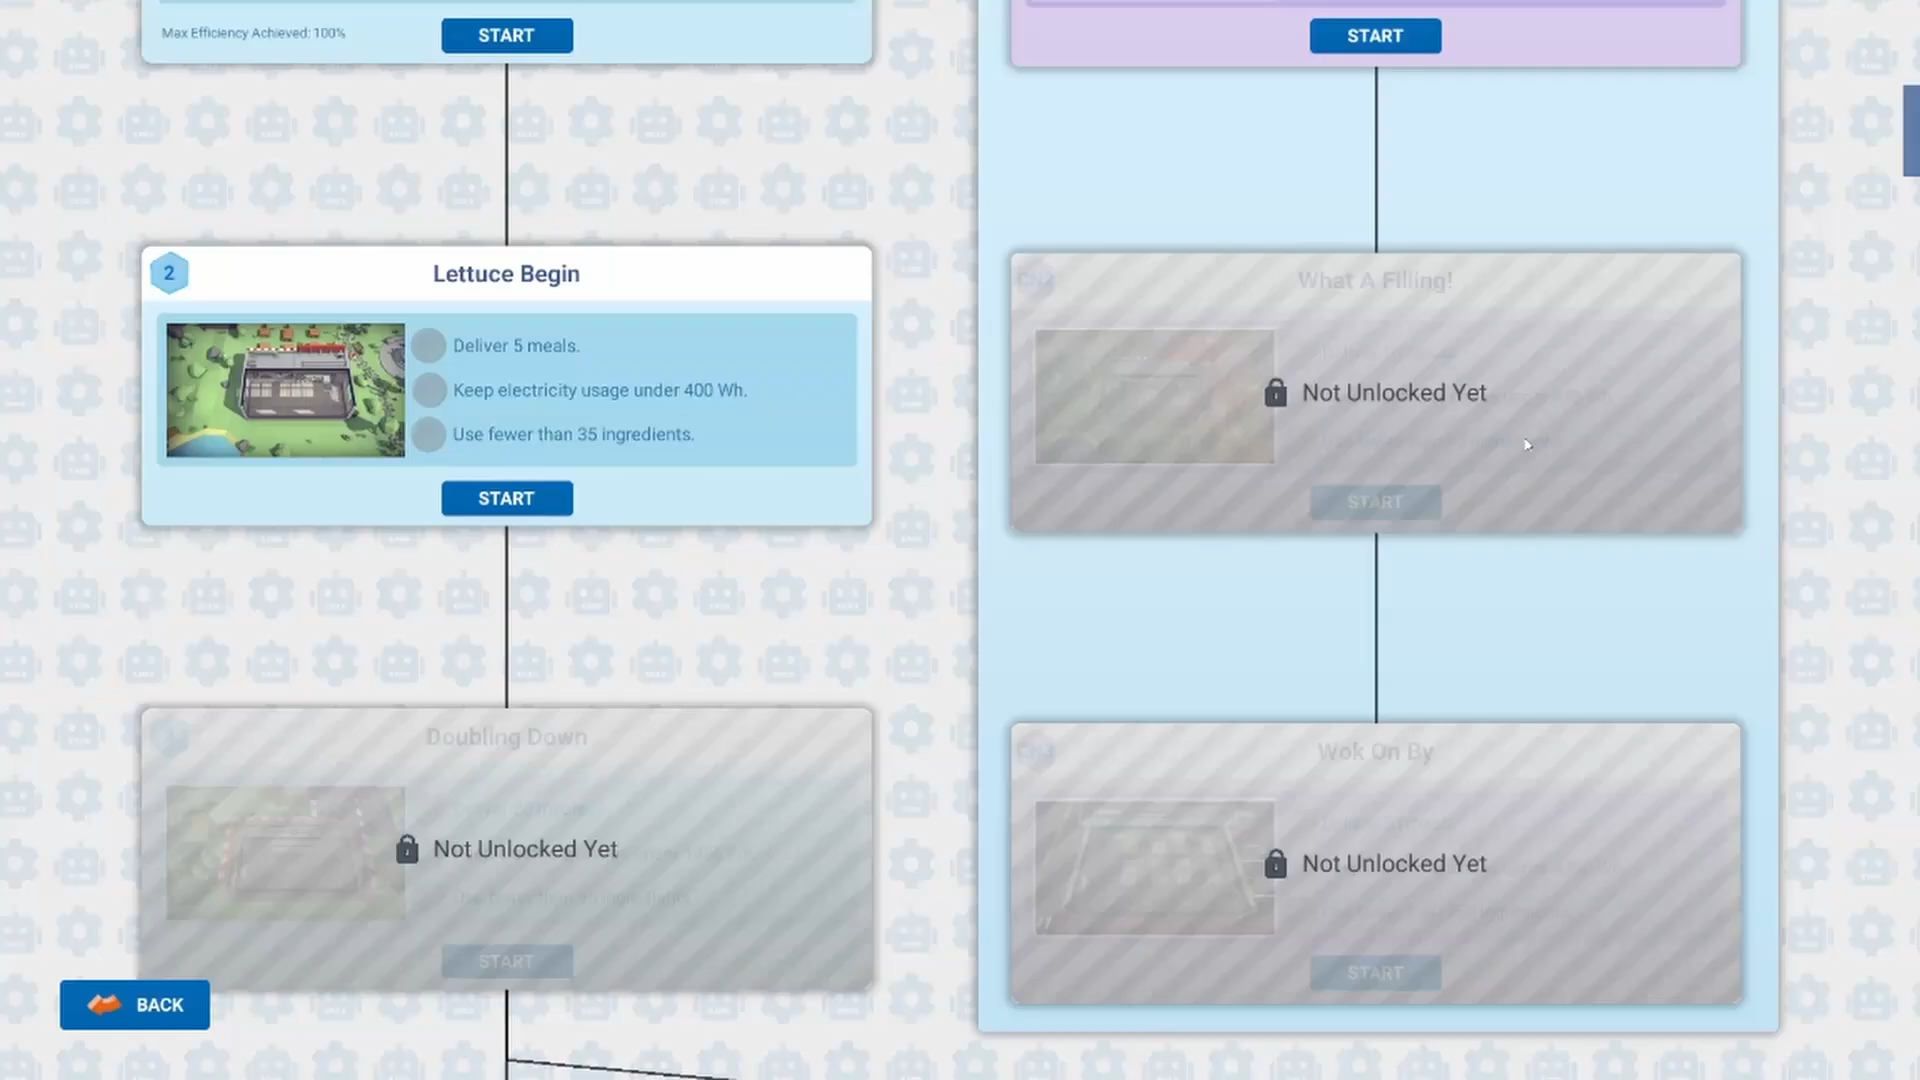 Max Efficiency Achieved: 100%
START
START
2
Lettuce Begin
Deliver 5 meals.
Keep electricity usage under 400 Wh.
Use fewer than 35 ingredients.
START
What A Filling!
Not Unlocked Yet
START
Doubling Down
Not Unlocked Yet
START
Wok On By
Not Unlocked Yet
START
BACK